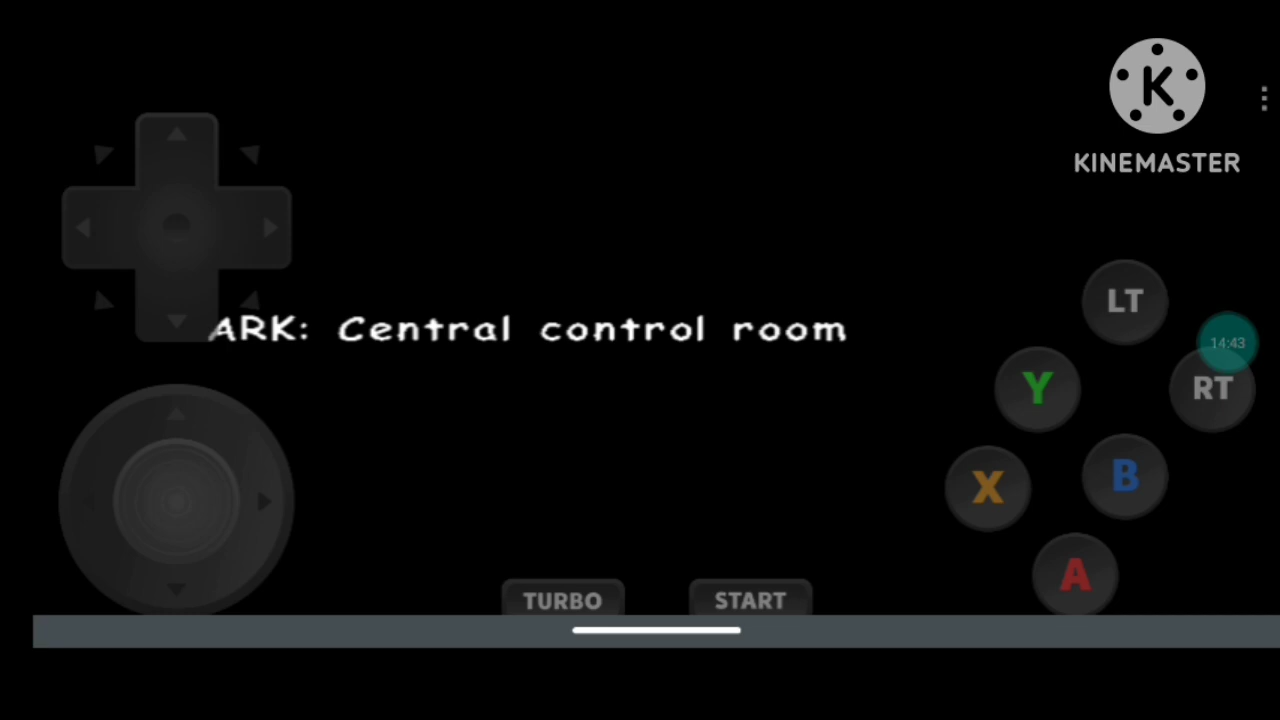 K
KINEMASTER
LT
14:43
ARK: Central control room
Y
RT
X
B
A
TURBO
START